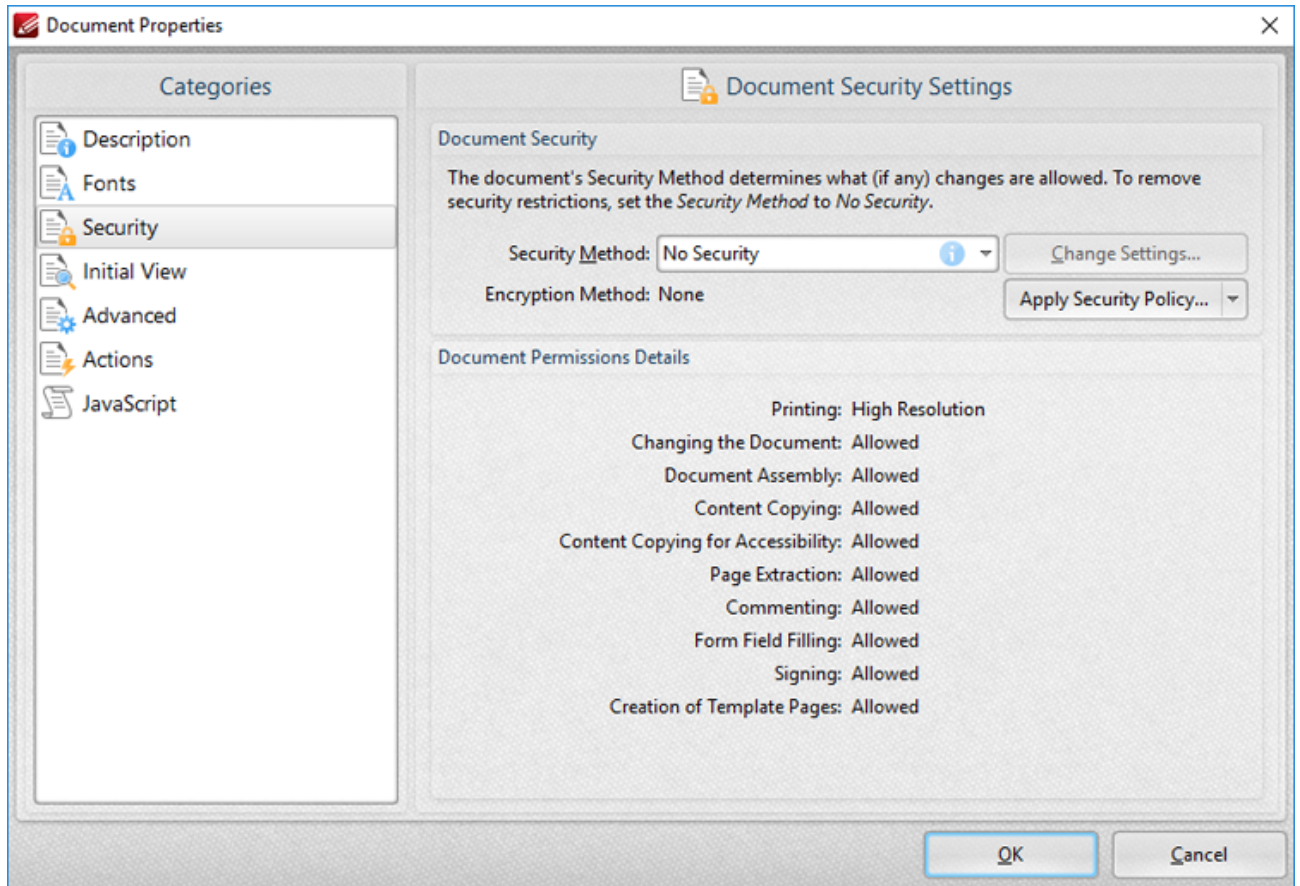 Document Properties
Categories
Description
Fonts
Security
Initial View
Advanced
Actions
JavaScript
Document Security Settings
Document Security
The document's Security Method determines what (if any) changes are allowed. To remove
security restrictions, set the Security Method to No Security.
Security Method: No Security
Change Settings...
Encryption Method: None
Apply Security Policy...
Document Permissions Details
Printing: High Resolution
Changing the Document: Allowed
Document Assembly: Allowed
Content Copying: Allowed
Content Copying for Accessibility: Allowed
Page Extraction: Allowed
Commenting: Allowed
Form Field Filling: Allowed
Signing: Allowed
Creation of Template Pages: Allowed
OK
Cancel